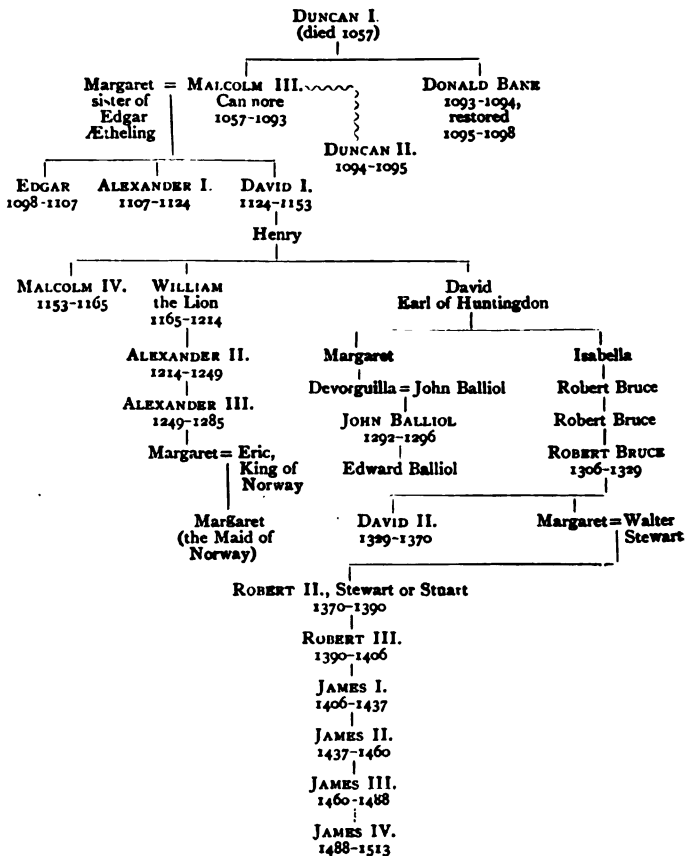 DUNCAN I.
(died 1057)
Margaret = MALCOLM III.
sister of
Edgar
Ætheling
Can nore
1057-1093
DONALD BANE
1093-1094,
restored
1095-1098
DUNCAN II.
1094-1095
EDGAR
1098-1107
ALEXANDER I.
1107-1124
DAVID I.
1124-1153
Henry
MALCOLM IV.
1153-1165
WILLIAM
the Lion
1165-1214
David
Earl of Huntingdon
ALEXANDER II.
1214-1249
Margaret
Isabella
Devorguilla = John Balliol
Robert Bruce
ALEXANDER III.
1249-1285
JOHN BALLIOL
1292-1296
Robert Bruce
Margaret = Eric,
King of
Norway
Edward Balliol
ROBERT BRUCE
1306-1329
Margaret
(the Maid of
Norway)
DAVID II.
1329-1370
Margaret = Walter
Stewart
ROBERT II., Stewart or Stuart
1370-1390
ROBERT III.
1390-1406
JAMES I.
1406-1437
JAMES II.
1437-1460
JAMES III.
1460-1488
JAMES IV.
1488-1513